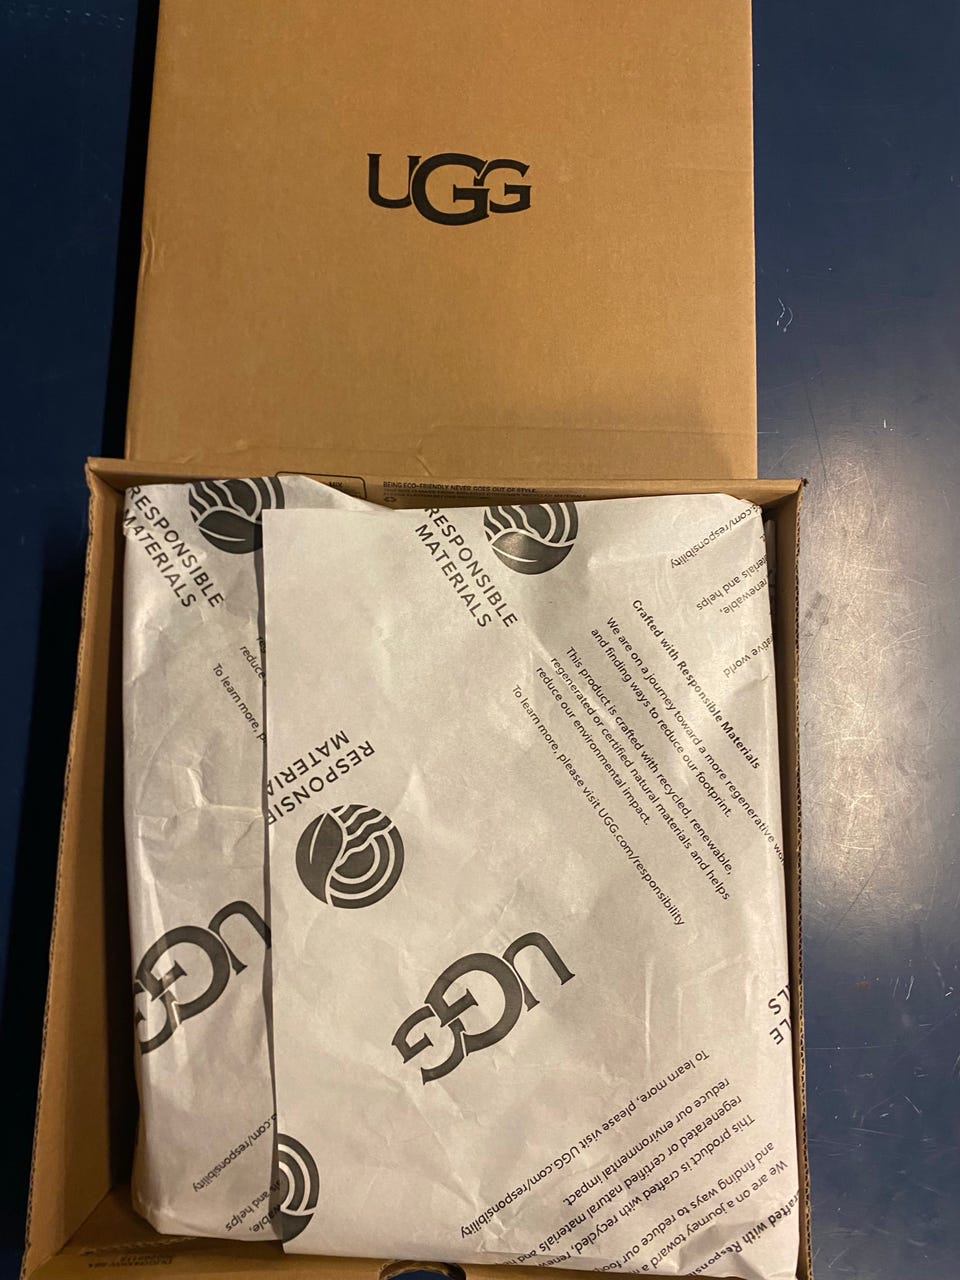 UGG
MIX
BEING ECO-FRIENDLY NEVER GOES OUT OF STYLE.
RESPONSIBLE
MATERIALS
RESPONSIBLE
MATERIALS
.com/responsibility
and helps
renewable,
world
Crafted with Responsible Materials
We are on a journey toward a more regenerative
and finding ways to reduce our footprint.
This product is crafted with recycled, renewable,
regenerated or certified natural materials and helps
reduce our environmental impact.
To learn more, please visit UGG.com/responsibility
reduce
To learn more,
RESPONSIBLE
MATERIALS
UGG
UGG
To learn more, please visit UGG.com/responsibility
reduce our environmental impact.
regenerated or certified natural materials and
This product is crafted with recycled,
and finding ways to reduce our
We are on a journey toward a
with
.com/responsibility
and helps